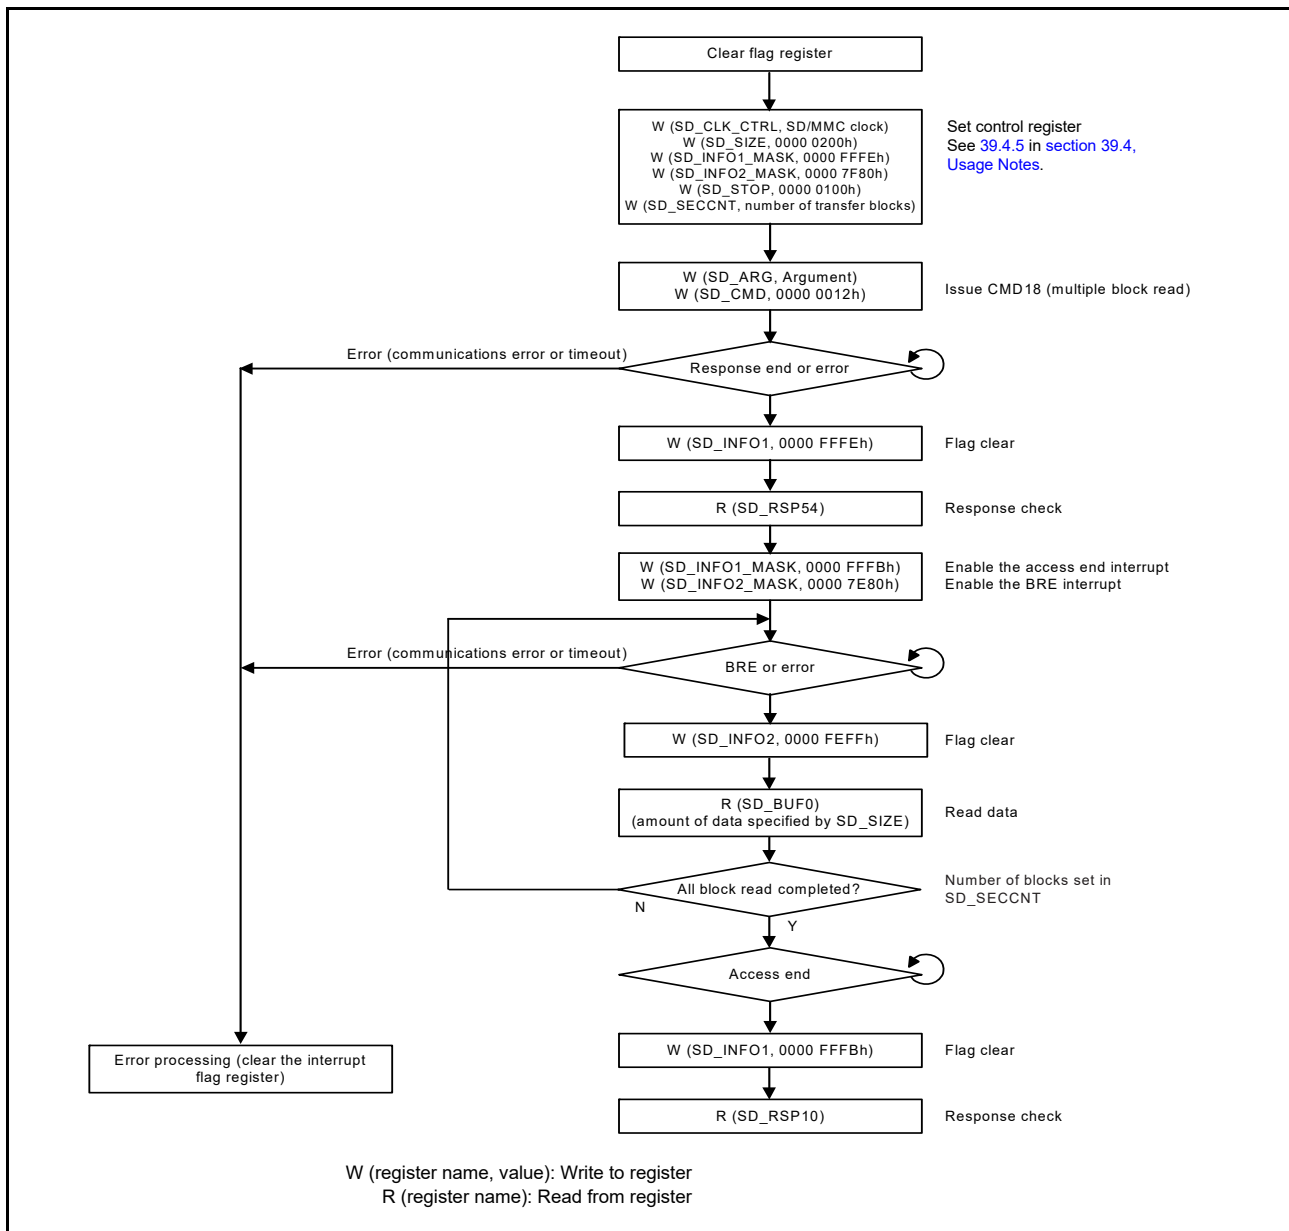 Clear flag register
W (SD_CLK_CTRL, SD/MMC clock)
W (SD_SIZE, 0000 0200h)
W (SD_INFO1_MASK, 0000 FFFEh)
W (SD_INFO2_MASK, 0000 7F80h)
W (SD_STOP, 0000 0100h)
W (SD_SECCNT, number of transfer blocks)
Set control register
See 39.4.5 in section 39.4,
Usage Notes.
W (SD_ARG, Argument)
W (SD_CMD, 0000 0012h)
Issue CMD18 (multiple block read)
Error (communications error or timeout)
Response end or error
W (SD_INFO1, 0000 FFFEh)
Flag clear
R (SD_RSP54)
Response check
W (SD_INFO1_MASK, 0000 FFFBh)
W (SD_INFO2_MASK, 0000 7E80h)
Enable the access end interrupt
Enable the BRE interrupt
Error (communications error or timeout)
BRE or error
W (SD_INFO2, 0000 FEFFh)
Flag clear
R (SD_BUF0)
(amount of data specified by SD_SIZE)
Read data
All block read completed?
Number of blocks set in
SD_SECCNT
N
Y
Access end
W (SD_INFO1, 0000 FFFBh)
Flag clear
Error processing (clear the interrupt
flag register)
R (SD_RSP10)
Response check
W (register name, value): Write to register
R (register name): Read from register